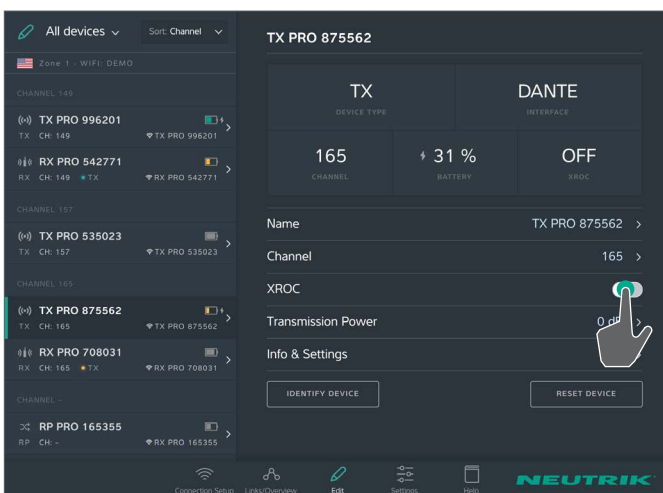 All devices
Sort: Channel
Zone 1 - WIFI: DEMO
CHANNEL 149
TX PRO 996201
TX CH: 149 TX PRO 996201
RX PRO 542771
RX CH: 149 TX RX PRO 542771
CHANNEL 157
TX PRO 535023
TX CH: 157 TX PRO 535023
CHANNEL 165
TX PRO 875562
TX CH: 165 TX PRO 875562
RX PRO 708031
RX CH: 165 TX RX PRO 708031
CHANNEL -
RP PRO 165355
RP CH: - RX PRO 165355
TX PRO 875562
TX
DEVICE TYPE
DANTE
INTERFACE
165
CHANNEL
31 %
BATTERY
OFF
XROC
Name TX PRO 875562
Channel 165
XROC
Transmission Power 0
Info & Settings
IDENTIFY DEVICE
RESET DEVICE
Connection Setup
Links/Overview
Edit
Settings
Help
NEUTRIK